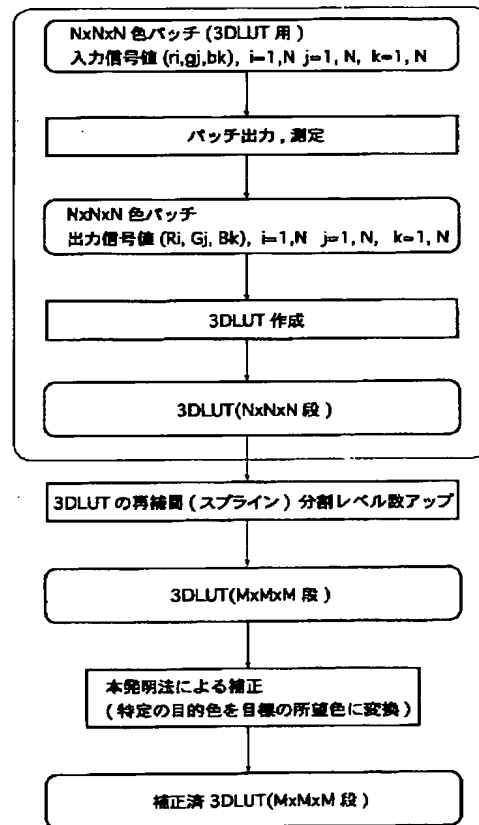 NxNxN 色パッチ (3DLUT 用)
入力信号値 (ri,gj,bk), i=1,N j=1, N, k=1, N
パッチ出力 , 測定
NxNxN 色パッチ
出力信号値 (Ri, Gj, Bk), i=1,N j=1, N, k=1, N
3DLUT 作成
3DLUT(NxNxN 段 )
3DLUT の再補間 ( スプライン ) 分割レベル数アップ
3DLUT(MxMxM 段 )
本発明法による補正
( 特定の目的色を目標の所望色に変換 )
補正済 3DLUT(MxMxM 段 )